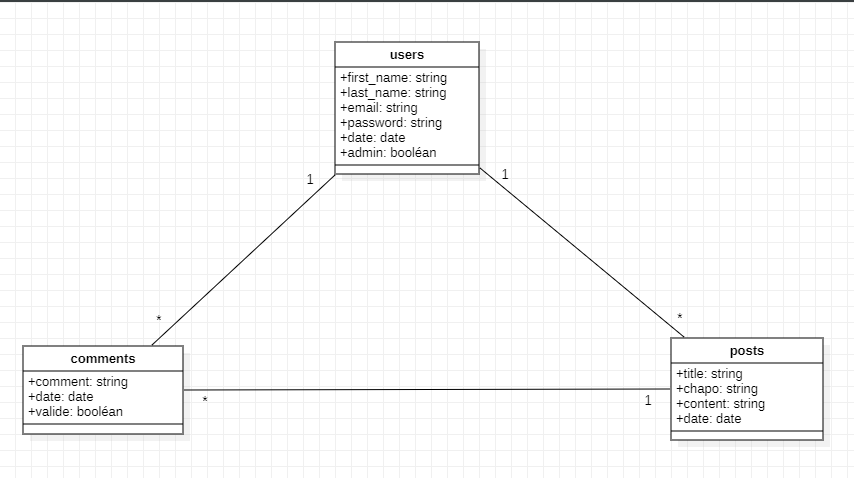 users
+first_name: string
+last_name: string
+email: string
+password: string
+date: date
+admin: booléan
1
1
*
*
comments
+comment: string
+date: date
+valide: booléan
*
1
posts
+title: string
+chapo: string
+content: string
+date: date